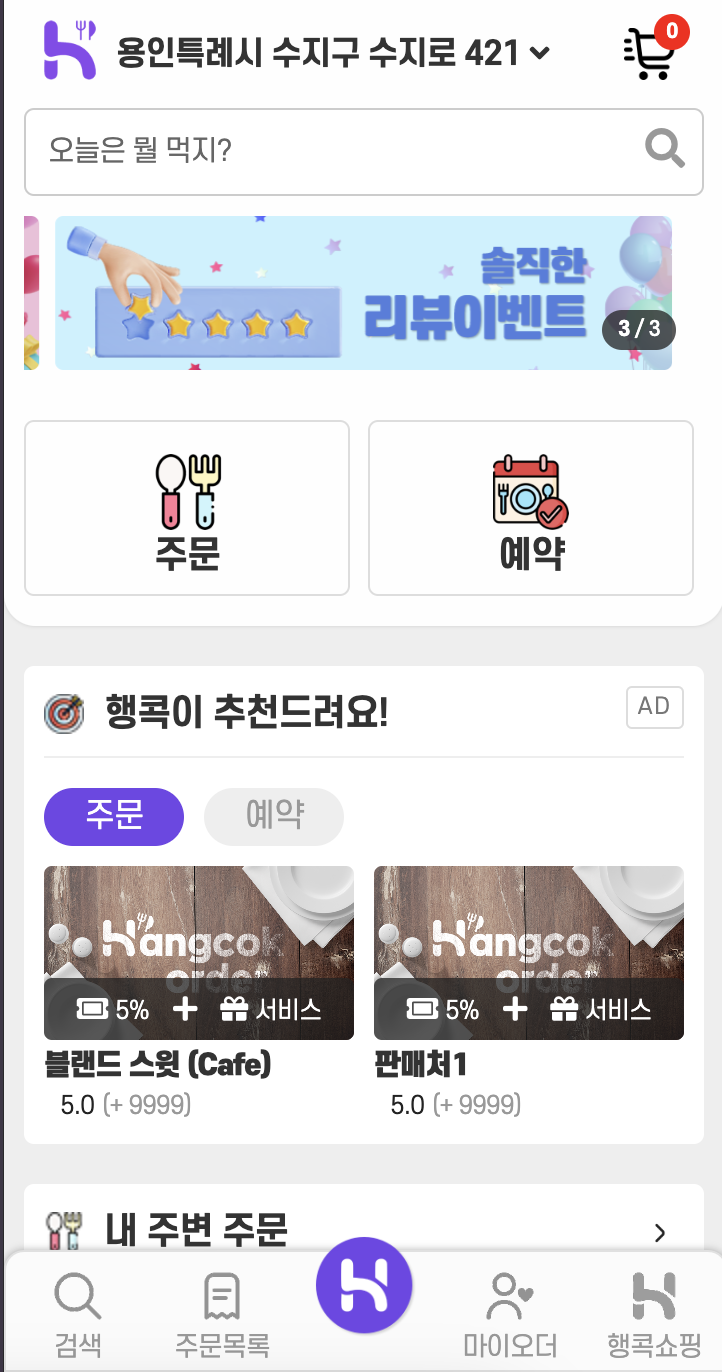 용인특례시 수지구 수지로 421
0
오늘은 뭘 먹지?
솔직한
리뷰이벤트
3 / 3
주문
예약
행콕이 추천드려요!
AD
주문
예약
Hangcok
order
Hangcok
order
5% + 서비스
5% + 서비스
블랜드 스윗 (Cafe)
판매처1
5.0 (+ 9999)
5.0 (+ 9999)
내 주변 주문
검색
주문목록
마이오더
행콕쇼핑